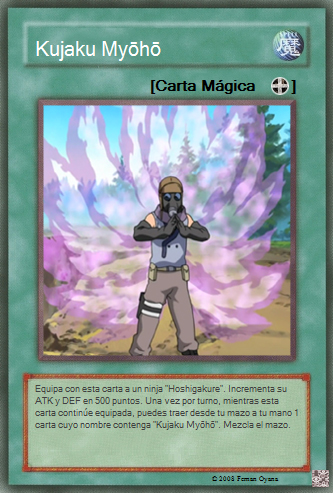 Kujaku Myōhō
魔
[Carta Mágica ]
Equipa con esta carta a un ninja "Hoshigakure". Incrementa su
ATK y DEF en 500 puntos. Una vez por turno, mientras esta
carta continúe equipada, puedes traer desde tu mazo a tu mano 1
carta cuyo nombre contenga "Kujaku Myōhō". Mezcla el mazo.
© 2008 Fernan Oyana